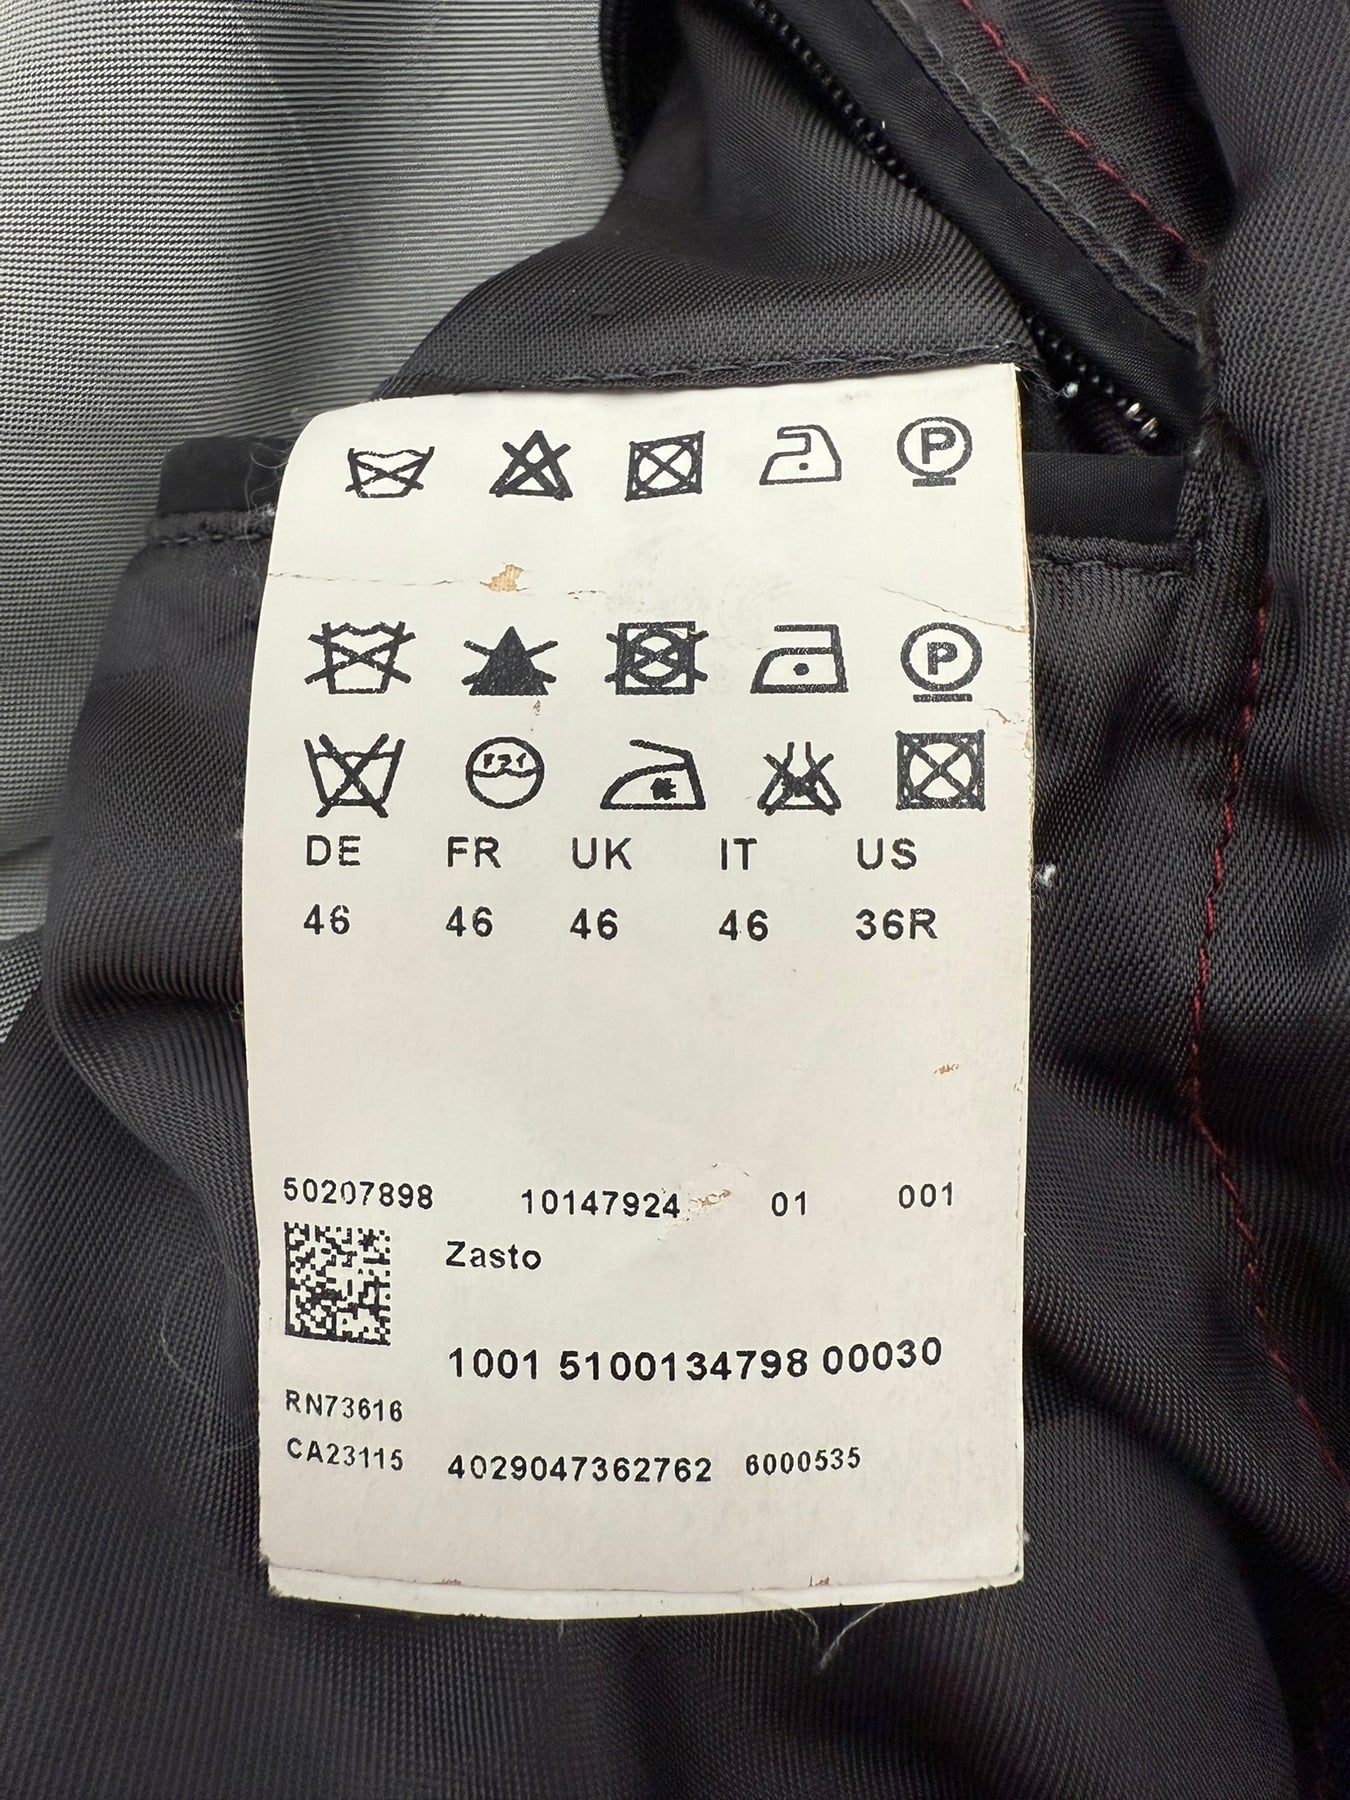 P
P
DE FR UK IT US
46 46 46 46 36R
50207898 10147924 01 001
Zasto
1001 5100134798 00030
RN73616
CA23115 4029047362762 6000535